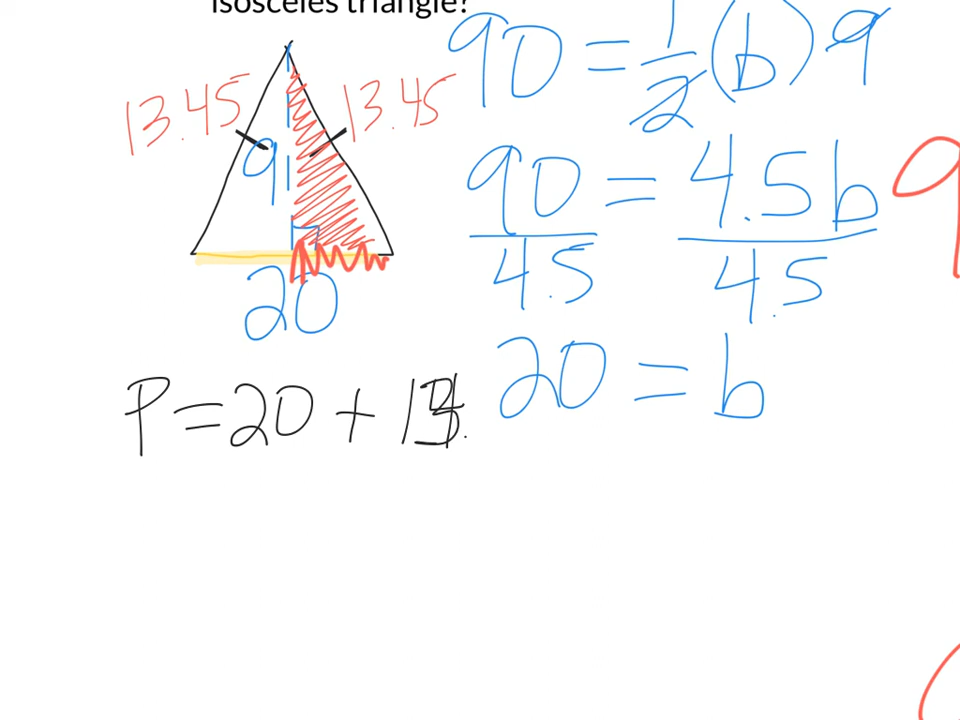 isosceles triangle?
13.45
13.45
9
20
90 = 1/2 (b) 9
90 = 4.5b
4.5 4.5
20 = b
P = 20 + 13.